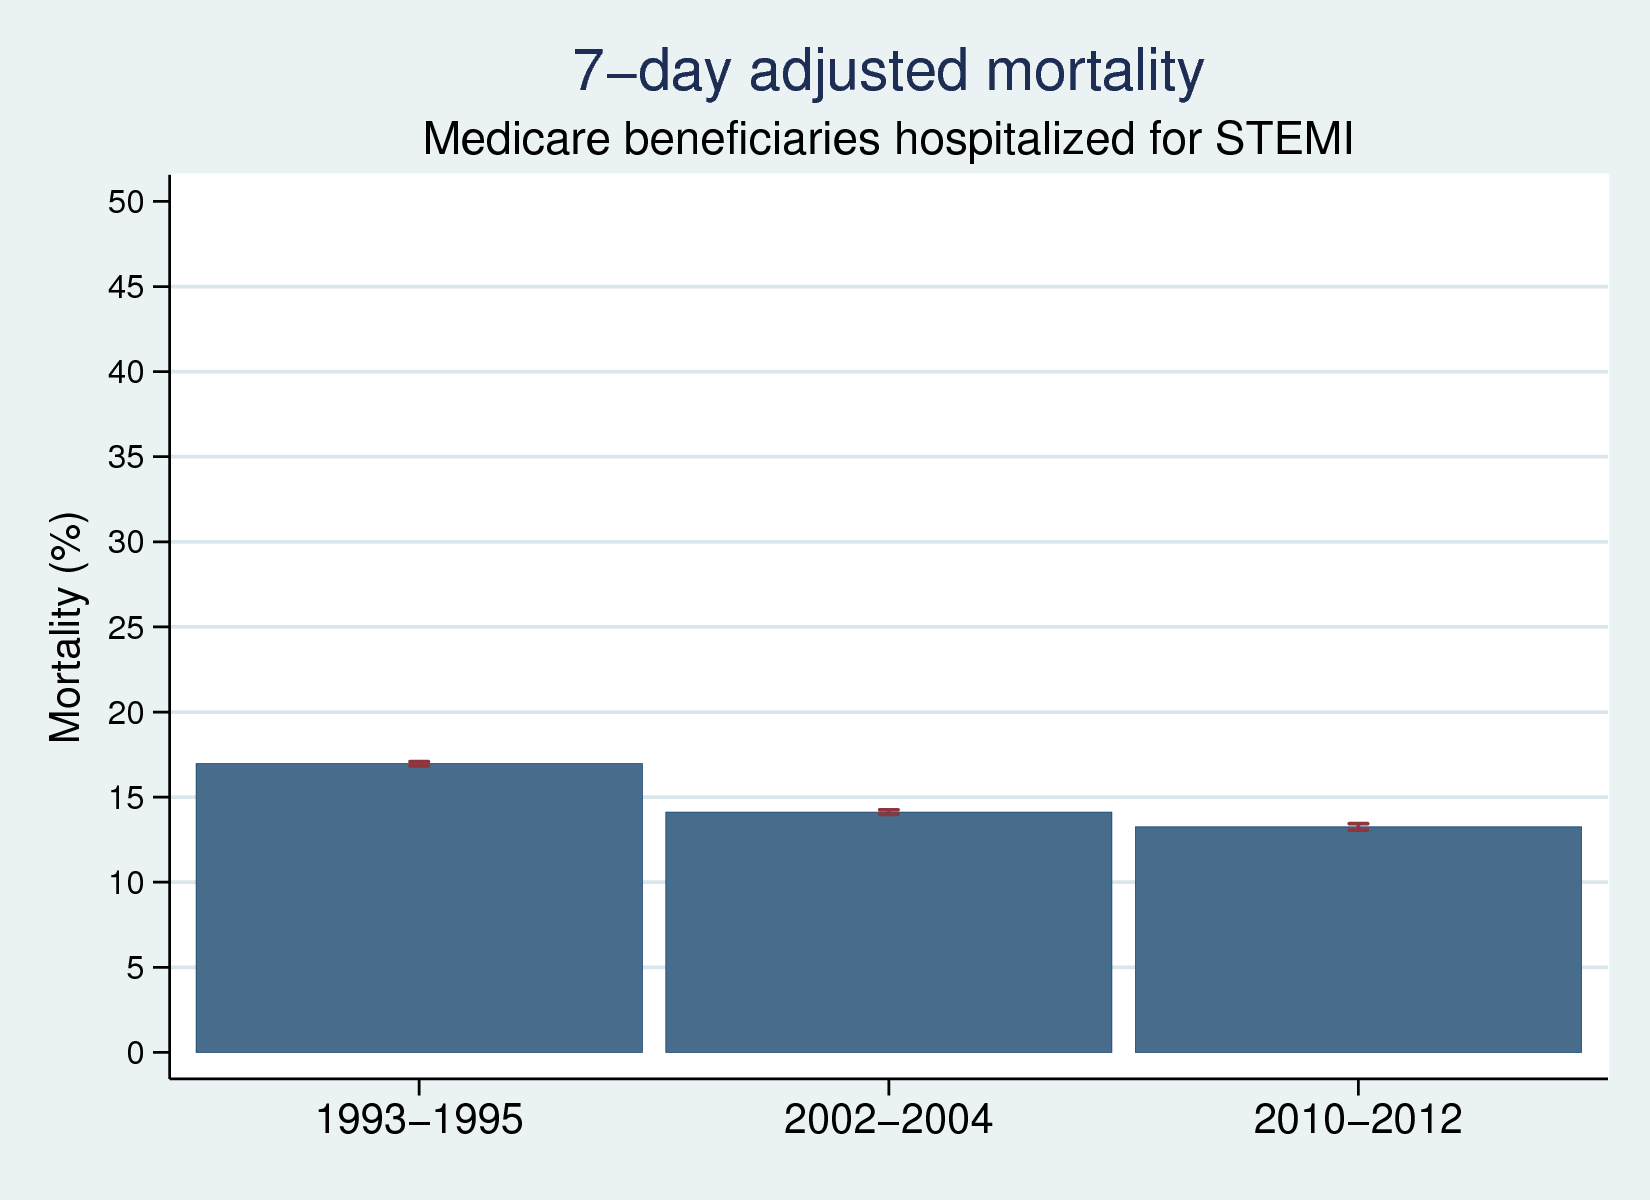 7–day adjusted mortality
Medicare beneficiaries hospitalized for STEMI
Mortality (%)
50
45
40
35
30
25
20
15
10
5
0
1993–1995 2002–2004 2010–2012